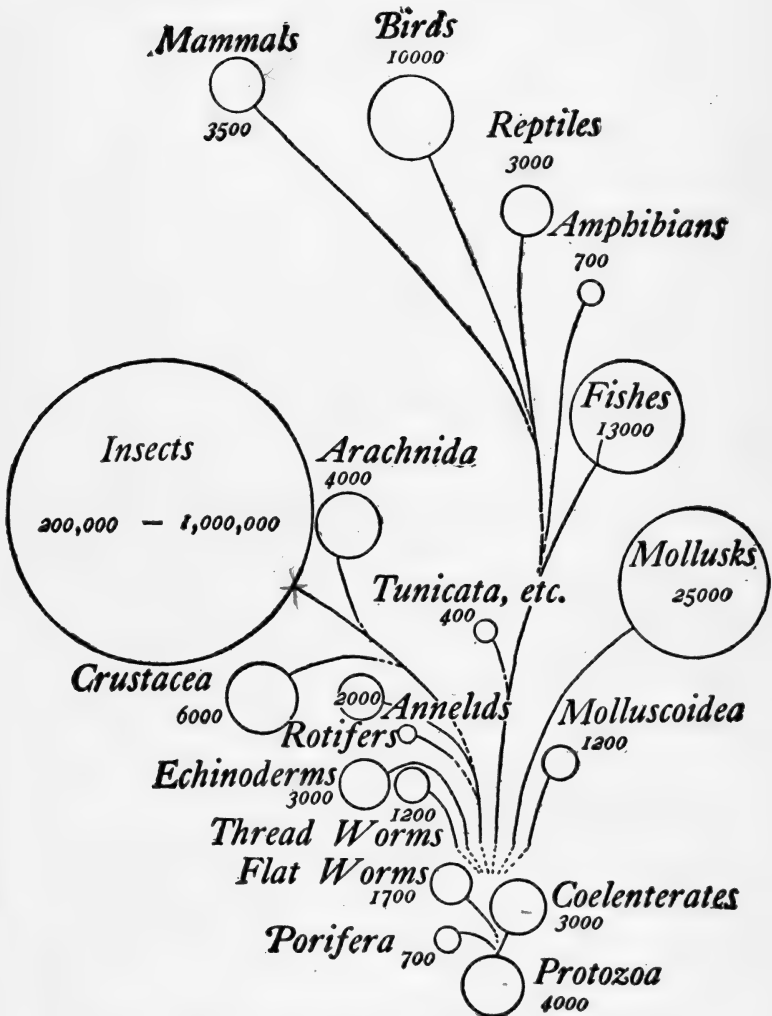 Mammals
3500
Birds
10000
Reptiles
3000
Amphibians
700
Fishes
13000
Insects
200,000 — 1,000,000
Arachnida
4000
Mollusks
25000
Tunicata, etc.
400
Crustacea
6000
2000 Annelids
Rotifers
Molluscoidea
1200
Echinoderms
3000
1200
Thread Worms
Flat Worms
1700
Coelenterates
3000
Porifera
700
Protozoa
4000